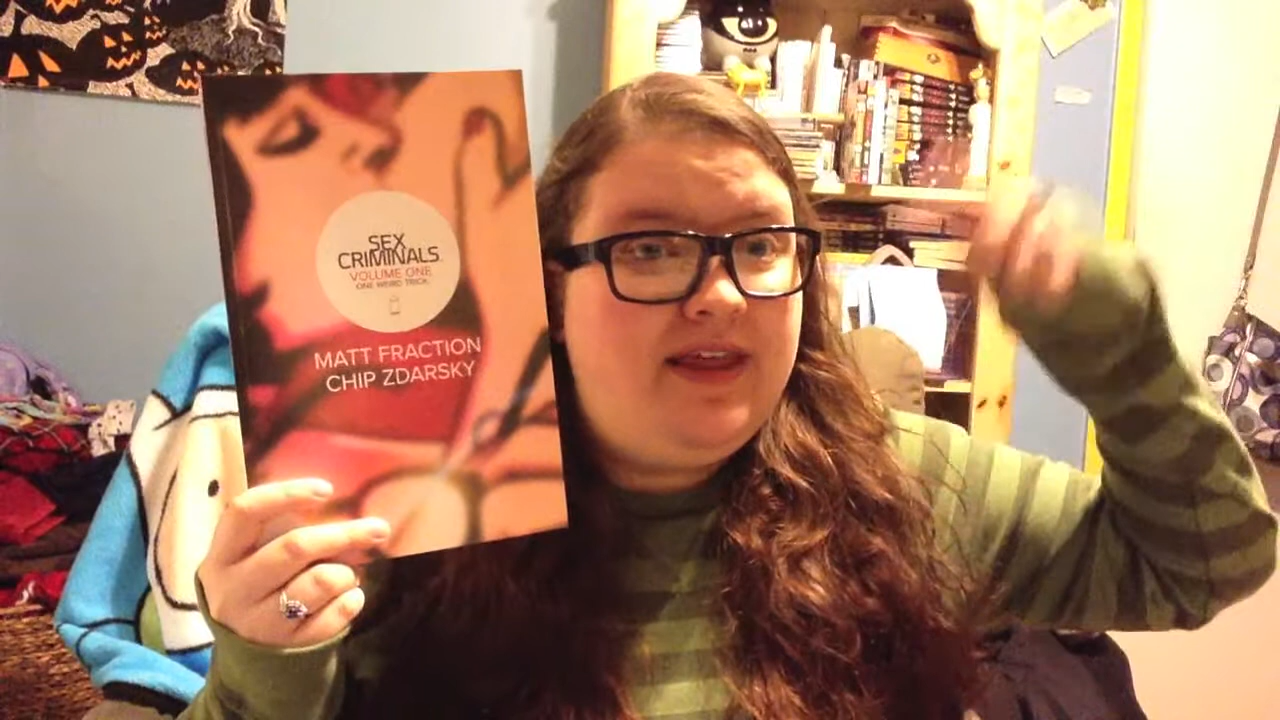 SEX
CRIMINALS
VOLUME ONE
ONE WEIRD TRICK
MATT FRACTION
CHIP ZDARSKY